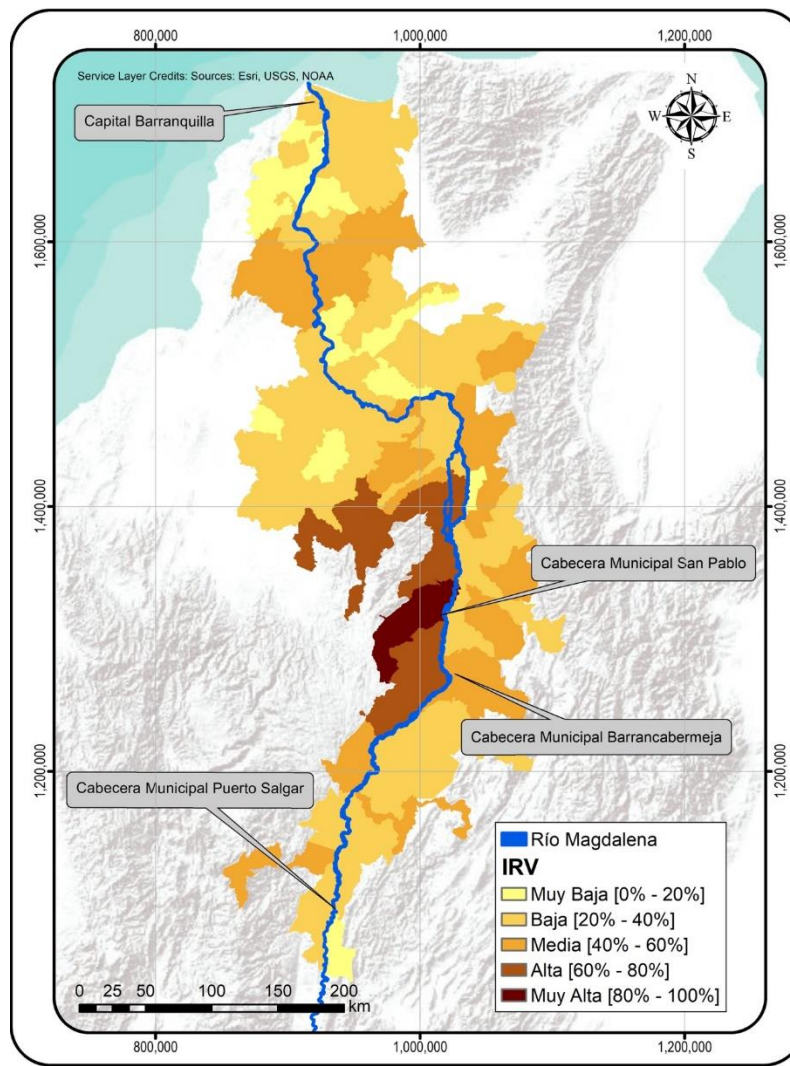 800,000 1,000,000 1,200,000
Service Layer Credits: Sources: Esri, USGS, NOAA
N
W E
S
Capital Barranquilla
1,600,000 1,600,000
1,400,000 1,400,000
Cabecera Municipal San Pablo
Cabecera Municipal Barrancabermeja
1,200,000 1,200,000
Cabecera Municipal Puerto Salgar
Río Magdalena
IRV
Muy Baja [0% - 20%]
Baja [20% - 40%]
Media [40% - 60%]
Alta [60% - 80%]
Muy Alta [80% - 100%]
0 25 50 100 150 200
km
800,000 1,000,000 1,200,000